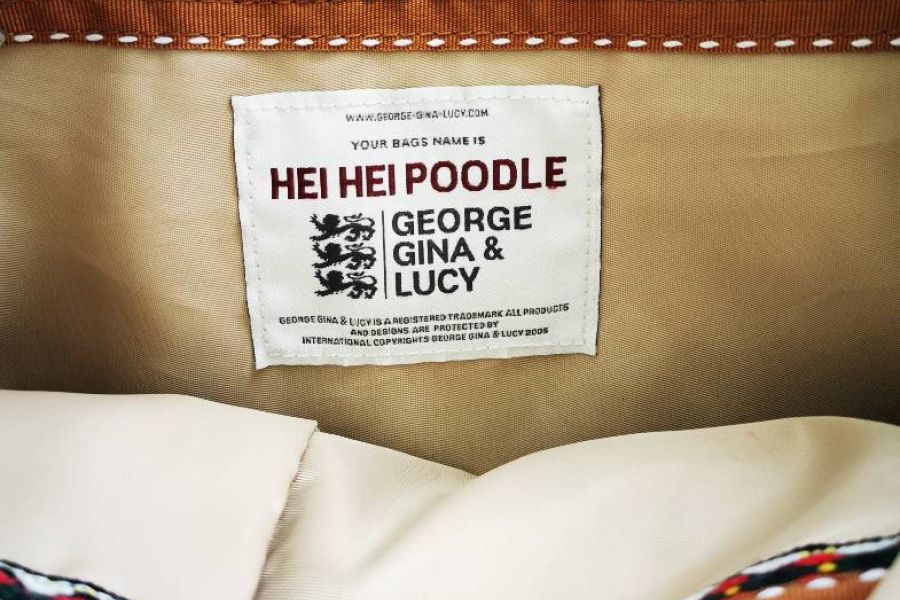 WWW.GEORGE-GINA-LUCY.COM
YOUR BAGS NAME IS
HEI HEI POODLE
GEORGE
GINA &
LUCY
GEORGE GINA & LUCY IS A REGISTERED TRADEMARK ALL PRODUCTS
AND DESIGNS ARE PROTECTED BY
INTERNATIONAL COPYRIGHTS GEORGE GINA & LUCY 2005